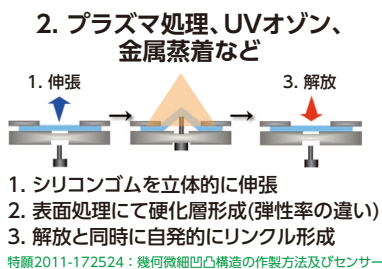 2. プラズマ処理、UVオゾン、
金属蒸着など
1. 伸張
3. 解放
→
→
1. シリコンゴムを立体的に伸張
2. 表面処理にて硬化層形成(弾性率の違い)
3. 解放と同時に自発的にリンクル形成
特願2011-172524：幾何微細凹凸構造の作製方法及びセンサー